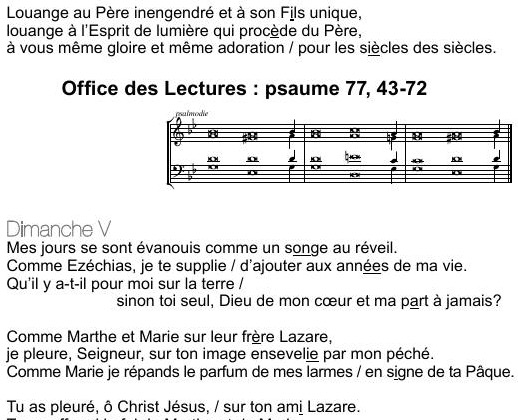 Louange au Père inengendré et à son Fils unique,
louange à l'Esprit de lumière qui procède du Père,
à vous même gloire et même adoration / pour les siècles des siècles.
Office des Lectures : psaume 77, 43-72
psalmodie
Dimanche V
Mes jours se sont évanouis comme un songe au réveil.
Comme Ezéchias, je te supplie / d'ajouter aux années de ma vie.
Qu'il y a-t-il pour moi sur la terre /
sinon toi seul, Dieu de mon cœur et ma part à jamais?
Comme Marthe et Marie sur leur frère Lazare,
je pleure, Seigneur, sur ton image ensevelie par mon péché.
Comme Marie je répands le parfum de mes larmes / en signe de ta Pâque.
Tu as pleuré, ô Christ Jésus, / sur ton ami Lazare.